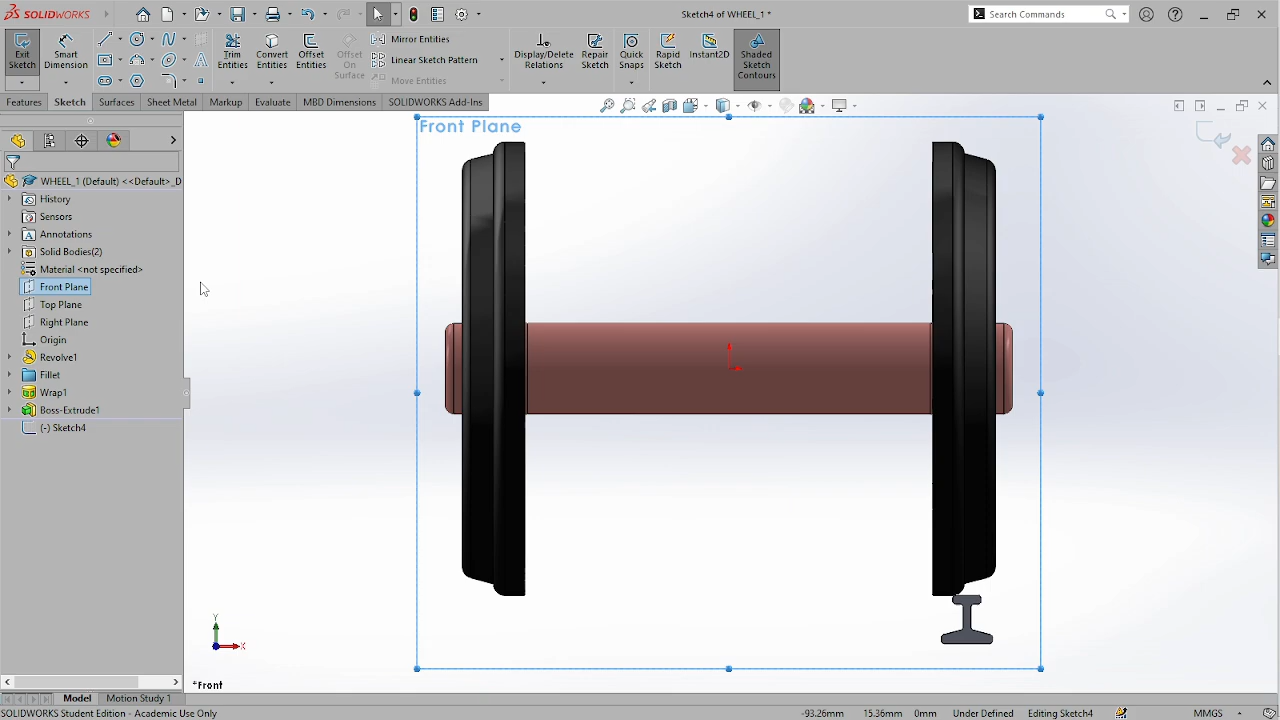 SOLIDWORKS
Sketch4 of WHEEL_1 *
Search Commands
Exit Sketch
Smart Dimension
Trim Entities
Convert Entities
Offset Entities
Offset On Surface
Mirror Entities
Linear Sketch Pattern
Move Entities
Display/Delete Relations
Repair Sketch
Quick Snaps
Rapid Sketch
Instant2D
Shaded Sketch Contours
Features
Sketch
Surfaces
Sheet Metal
Markup
Evaluate
MBD Dimensions
SOLIDWORKS Add-Ins
Front Plane
WHEEL_1 (Default) <<Default>_D
History
Sensors
Annotations
Solid Bodies(2)
Material <not specified>
Front Plane
Top Plane
Right Plane
Origin
Revolve1
Fillet
Wrap1
Boss-Extrude1
(-) Sketch4
Y
X
*Front
Model
Motion Study 1
SOLIDWORKS Student Edition - Academic Use Only
-93.26mm
15.36mm
0mm
Under Defined
Editing Sketch4
MMGS